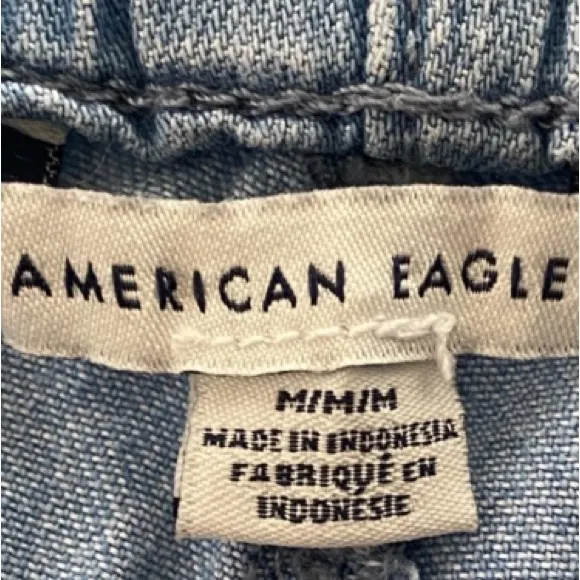 AMERICAN EAGLE
M/M/M
MADE IN INDONESIA
FABRIQUÉ EN
INDONÉSIE